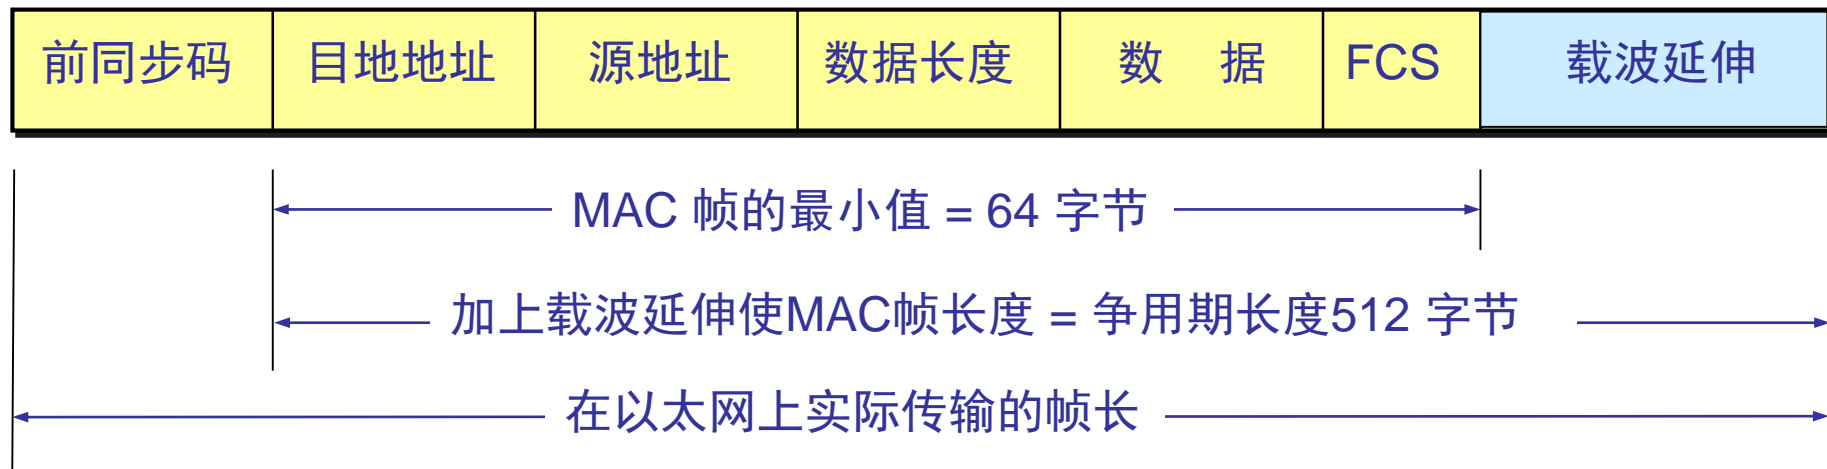 前同步码 目地地址 源地址 数据长度 数 据 FCS 载波延伸
MAC 帧的最小值 = 64 字节
加上载波延伸使MAC帧长度 = 争用期长度512 字节
在以太网上实际传输的帧长